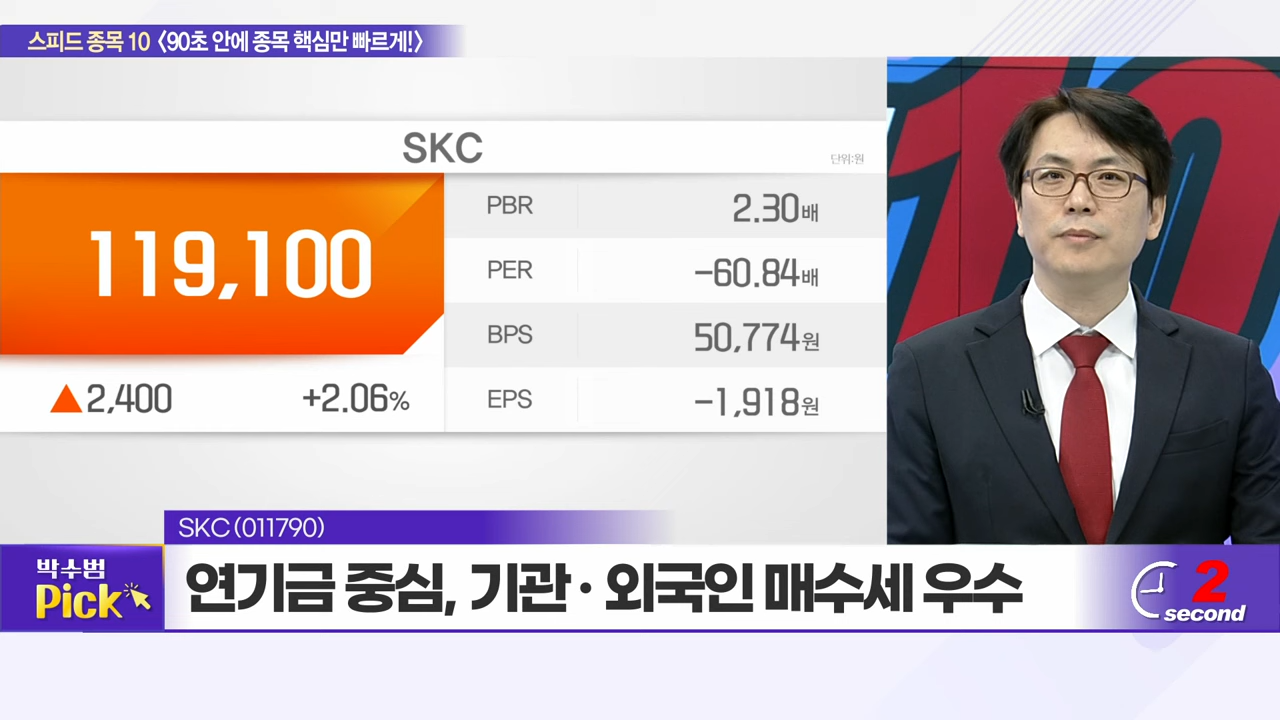 스피드 종목 10 〈90초 안에 종목 핵심만 빠르게!〉
SKC
단위:원
119,100
▲2,400 +2.06%
PBR 2.30배
PER -60.84배
BPS 50,774원
EPS -1,918원
SKC(011790)
박수범
Pick
연기금 중심, 기관·외국인 매수세 우수
2
second
10